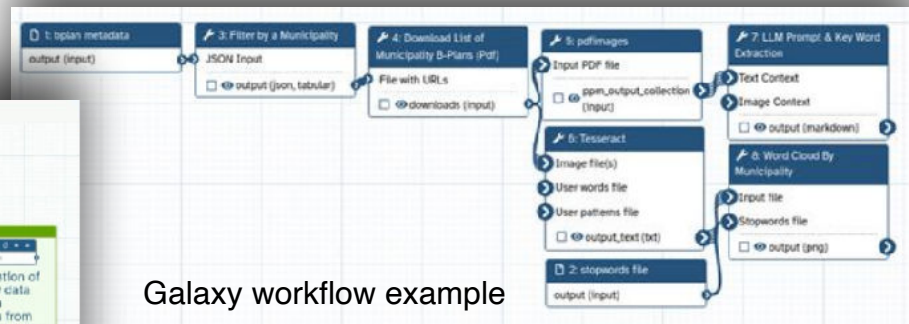 1: bplan metadata
output (input)
3: Filter by a Municipality
JSON Input
output (json, tabular)
4: Download List of
Municipality B-Plans (Pdf)
File with URLs
downloads (input)
5: pdfimages
Input PDF file
ppm_output_collection
(input)
6: Tesseract
Image file(s)
User words file
User patterns file
output_text (txt)
2: stopwords file
output (input)
7: LLM Prompt & Key Word
Extraction
Text Context
Image Context
output (markdown)
8: Word Cloud By
Municipality
Input file
Stopwords file
output (png)
Galaxy workflow example
of
data
from